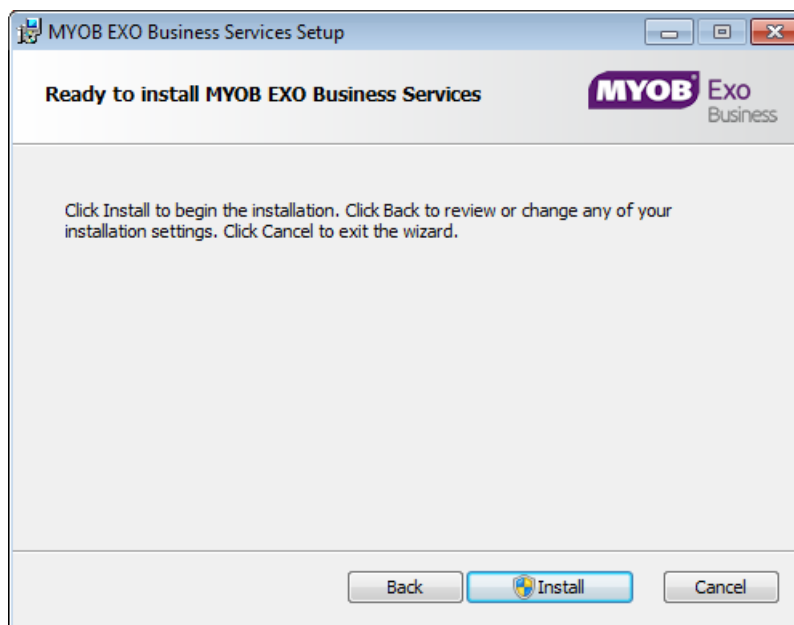 MYOB EXO Business Services Setup
Ready to install MYOB EXO Business Services
MYOB Exo
Business
Click Install to begin the installation. Click Back to review or change any of your
installation settings. Click Cancel to exit the wizard.
Back Install Cancel